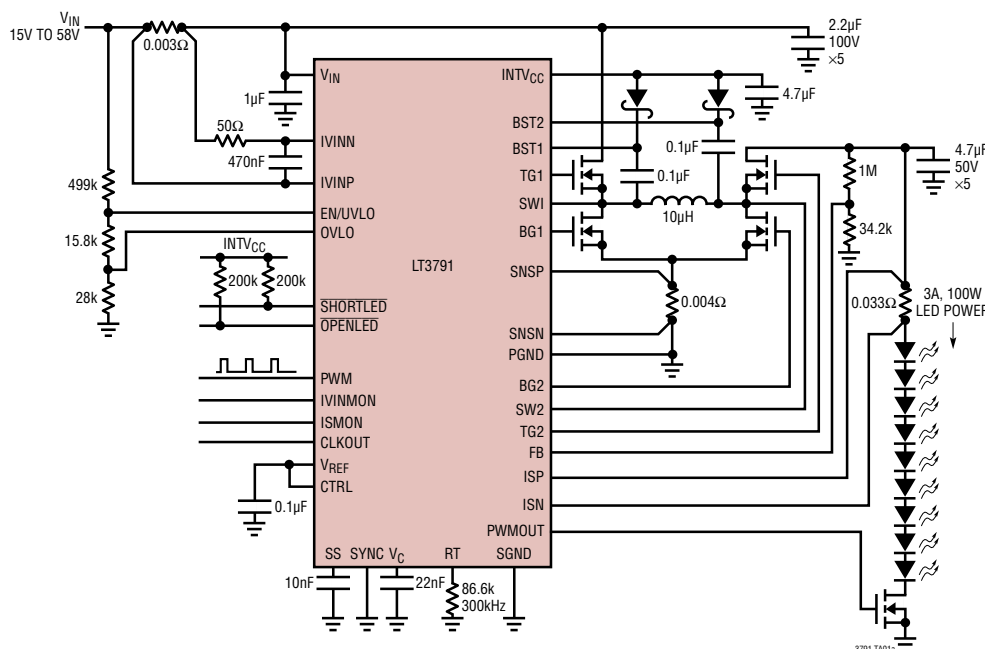 VIN
15V TO 58V
0.003Ω
2.2µF
100V
×5
VIN
INTVCC
1µF
4.7µF
BST2
50Ω
IVINN
BST1
0.1µF
4.7µF
50V
×5
470nF
TG1
0.1µF
1M
IVINP
499k
SWI
10µH
EN/UVLO
BG1
34.2k
OVLO
15.8k
INTVCC
LT3791
SNSP
200k
200k
0.004Ω
0.033Ω
3A, 100W
LED POWER
28k
SHORTLED
OPENLED
SNSN
PGND
PWM
BG2
IVINMON
SW2
ISMON
TG2
CLKOUT
FB
VREF
ISP
CTRL
0.1µF
ISN
PWMOUT
SS
SYNC
VC
RT
SGND
10nF
22nF
86.6k
300kHz
3791 TA01a